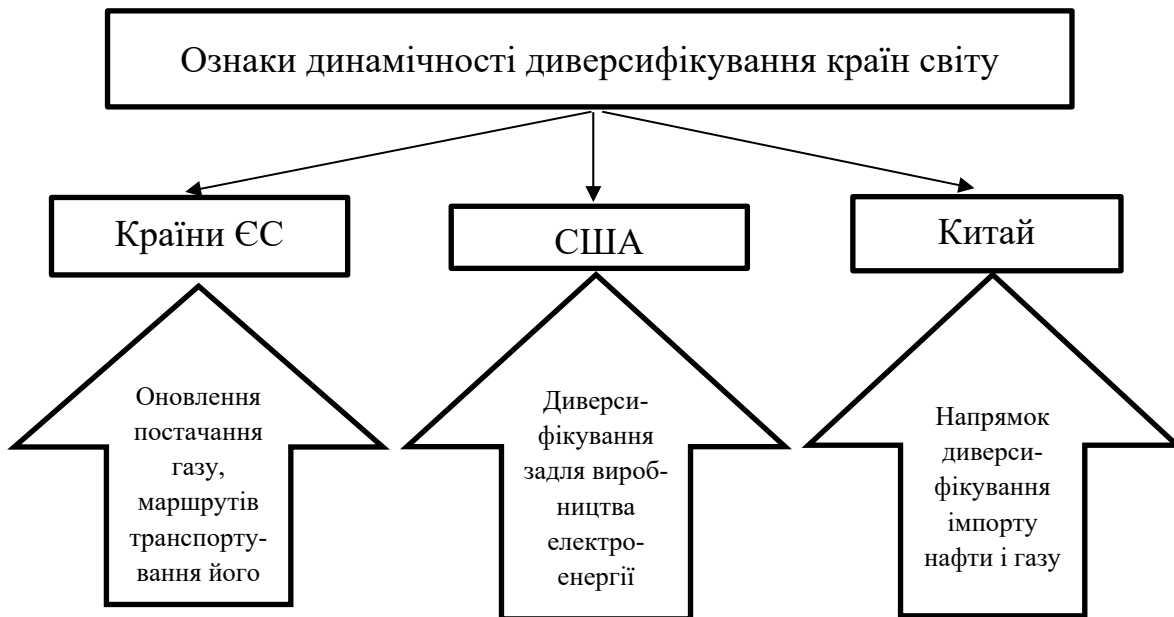 Ознаки динамічності диверсифікування країн світу
Країни ЄС
США
Китай
Оновлення
постачання
газу,
маршрутів
транспорту-
вання його
Диверси-
фікування
задля вироб-
ництва
електро-
енергії
Напрямок
диверси-
фікування
імпорту
нафти і газу